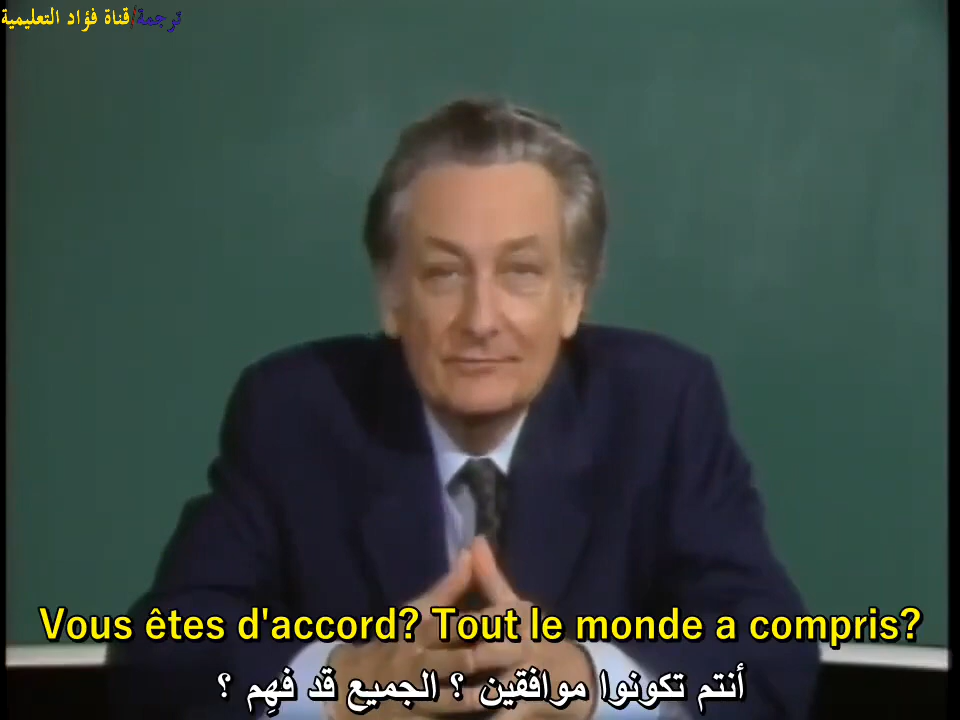 ترجمة/قناة فؤاد التعليمية
Vous êtes d'accord? Tout le monde a compris?
أنتم تكونوا موافقين ؟ الجميع قد فهِم ؟